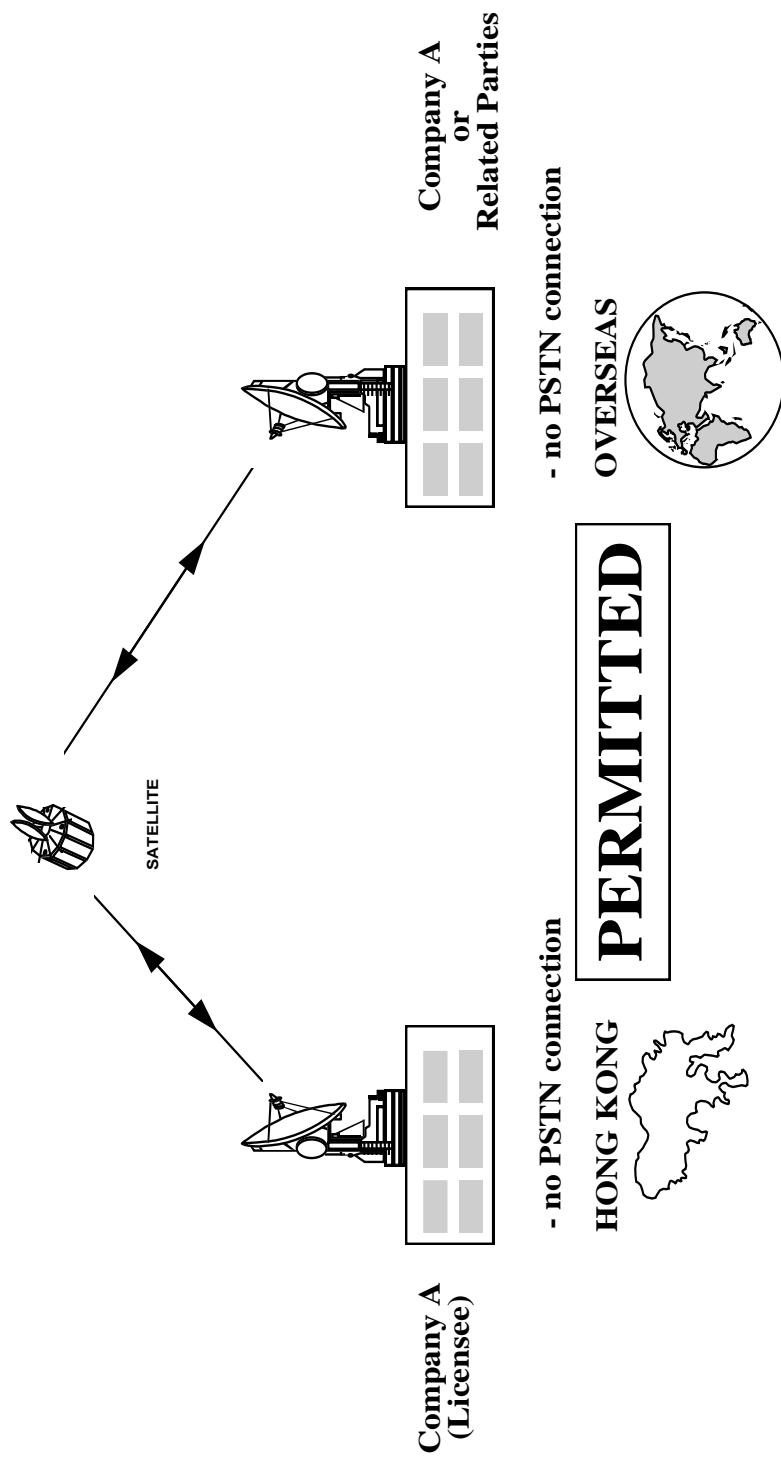 SATELLITE
Company A
(Licensee)
Company A
or
Related Parties
- no PSTN connection
- no PSTN connection
HONG KONG
OVERSEAS
PERMITTED